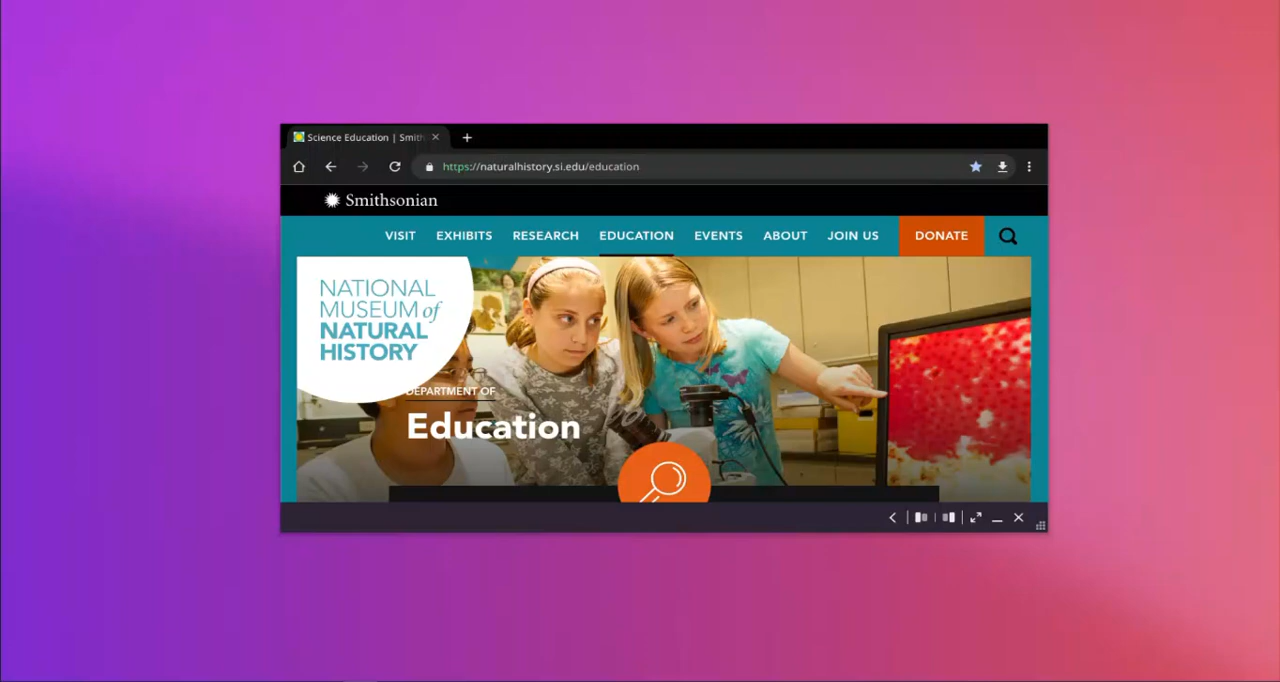 Science Education | Smith
https://naturalhistory.si.edu/education
Smithsonian
VISIT EXHIBITS RESEARCH EDUCATION EVENTS ABOUT JOIN US DONATE
NATIONAL
MUSEUM of
NATURAL
HISTORY
DEPARTMENT OF
Education